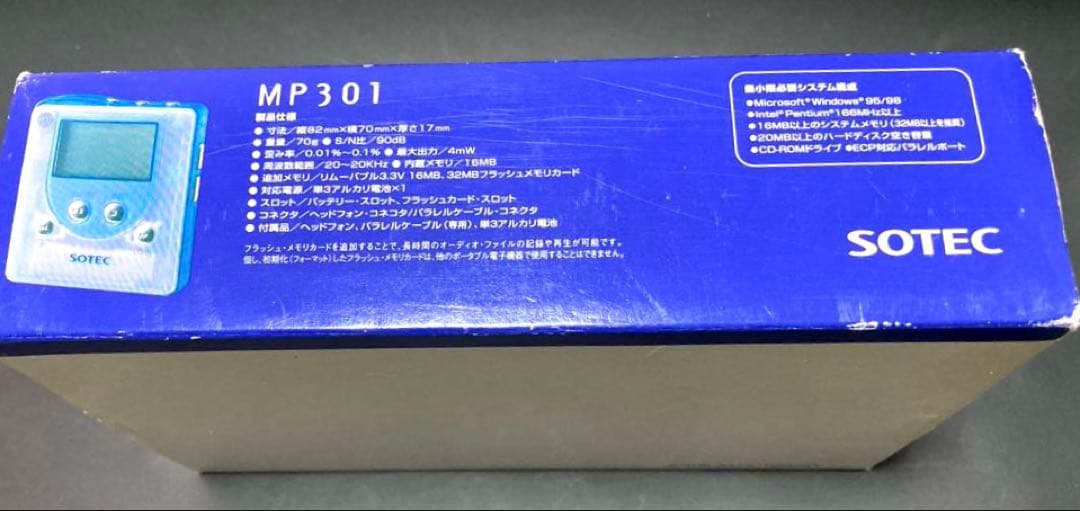 MP301
製品仕様
● 寸法/縦82mm×横70mm×厚さ17mm
● 重量/70g ● S/N比/90dB
● 歪み率/0.01%~0.1% ● 最大出力/4mW
● 周波数範囲/20~20KHz ● 内蔵メモリ/16MB
● 追加メモリ/リムーバブル3.3V 16MB、32MBフラッシュメモリカード
● 対応電源/単3アルカリ電池×1
● スロット/バッテリー・スロット、フラッシュカード・スロット
● コネクタ/ヘッドフォン・コネコタ/パラレルケーブル・コネクタ
● 付属品/ヘッドフォン、パラレルケーブル(専用)、単3アルカリ電池
フラッシュ・メモリカードを追加することで、長時間のオーディオ・ファイルの記録や再生が可能です。
但し、初期化(フォーマット)したフラッシュ・メモリカードは、他のポータブル電子機器で使用することはできません。
最小限必要システム構成
●Microsoft® Windows® 95/98
●Intel® Pentium® 166MHz以上
●16MB以上のシステムメモリ(32MB以上を推奨)
●20MB以上のハードディスク空き容量
●CD-ROMドライブ ●ECP対応パラレルポート
SOTEC
SOTEC